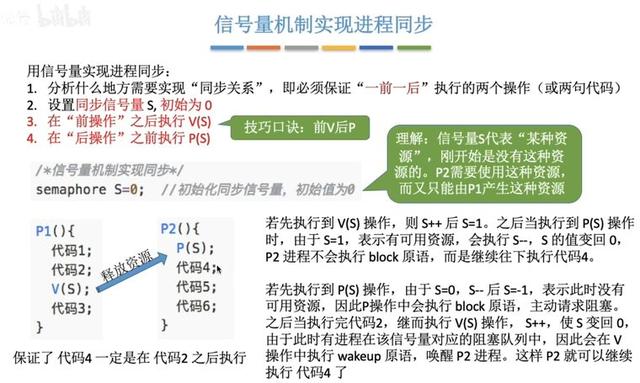 bilibili
信号量机制实现进程同步
用信号量实现进程同步:
1. 分析什么地方需要实现“同步关系”,即必须保证“一前一后”执行的两个操作(或两句代码)
2. 设置同步信号量 S, 初始为 0
3. 在“前操作”之后执行 V(S)
4. 在“后操作”之前执行 P(S)
技巧口诀:前V后P
理解:信号量S代表“某种资
源”,刚开始是没有这种资
源的。P2需要使用这种资源,
而又只能由P1产生这种资源
/*信号量机制实现同步*/
semaphore S=0; //初始化同步信号量,初始值为0
P1(){
代码1;
代码2;
V(S);
代码3;
}
释放资源
P2(){
P(S);
代码4;
代码5;
代码6;
}
保证了 代码4 一定是在 代码2 之后执行
若先执行到 V(S) 操作,则 S++ 后 S=1。之后当执行到 P(S) 操作
时,由于 S=1,表示有可用资源,会执行 S--,S 的值变回 0,
P2 进程不会执行 block 原语,而是继续往下执行代码4。
若先执行到 P(S) 操作,由于 S=0,S-- 后 S=-1,表示此时没有
可用资源,因此P操作中会执行 block 原语,主动请求阻塞。
之后当执行完代码2,继而执行 V(S) 操作, S++,使 S 变回 0,
由于此时有进程在该信号量对应的阻塞队列中,因此会在 V
操作中执行 wakeup 原语,唤醒 P2 进程。这样 P2 就可以继续
执行 代码4 了